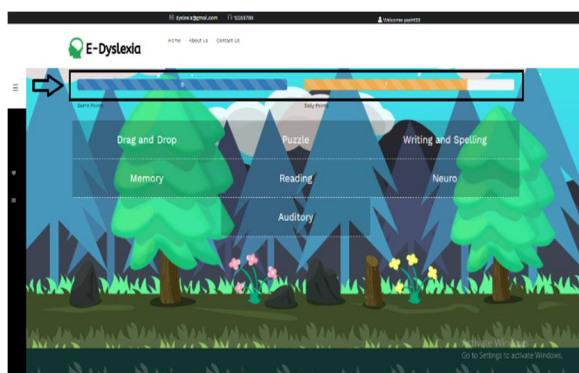 dyslexia@gmail.com
Welcome
E-Dyslexia
Home About Us Contact Us
Game Points Daily Points
Drag and Drop Puzzle Writing and Spelling
Memory Reading Neuro
Auditory
Activate Windows
Go to Settings to activate Windows.